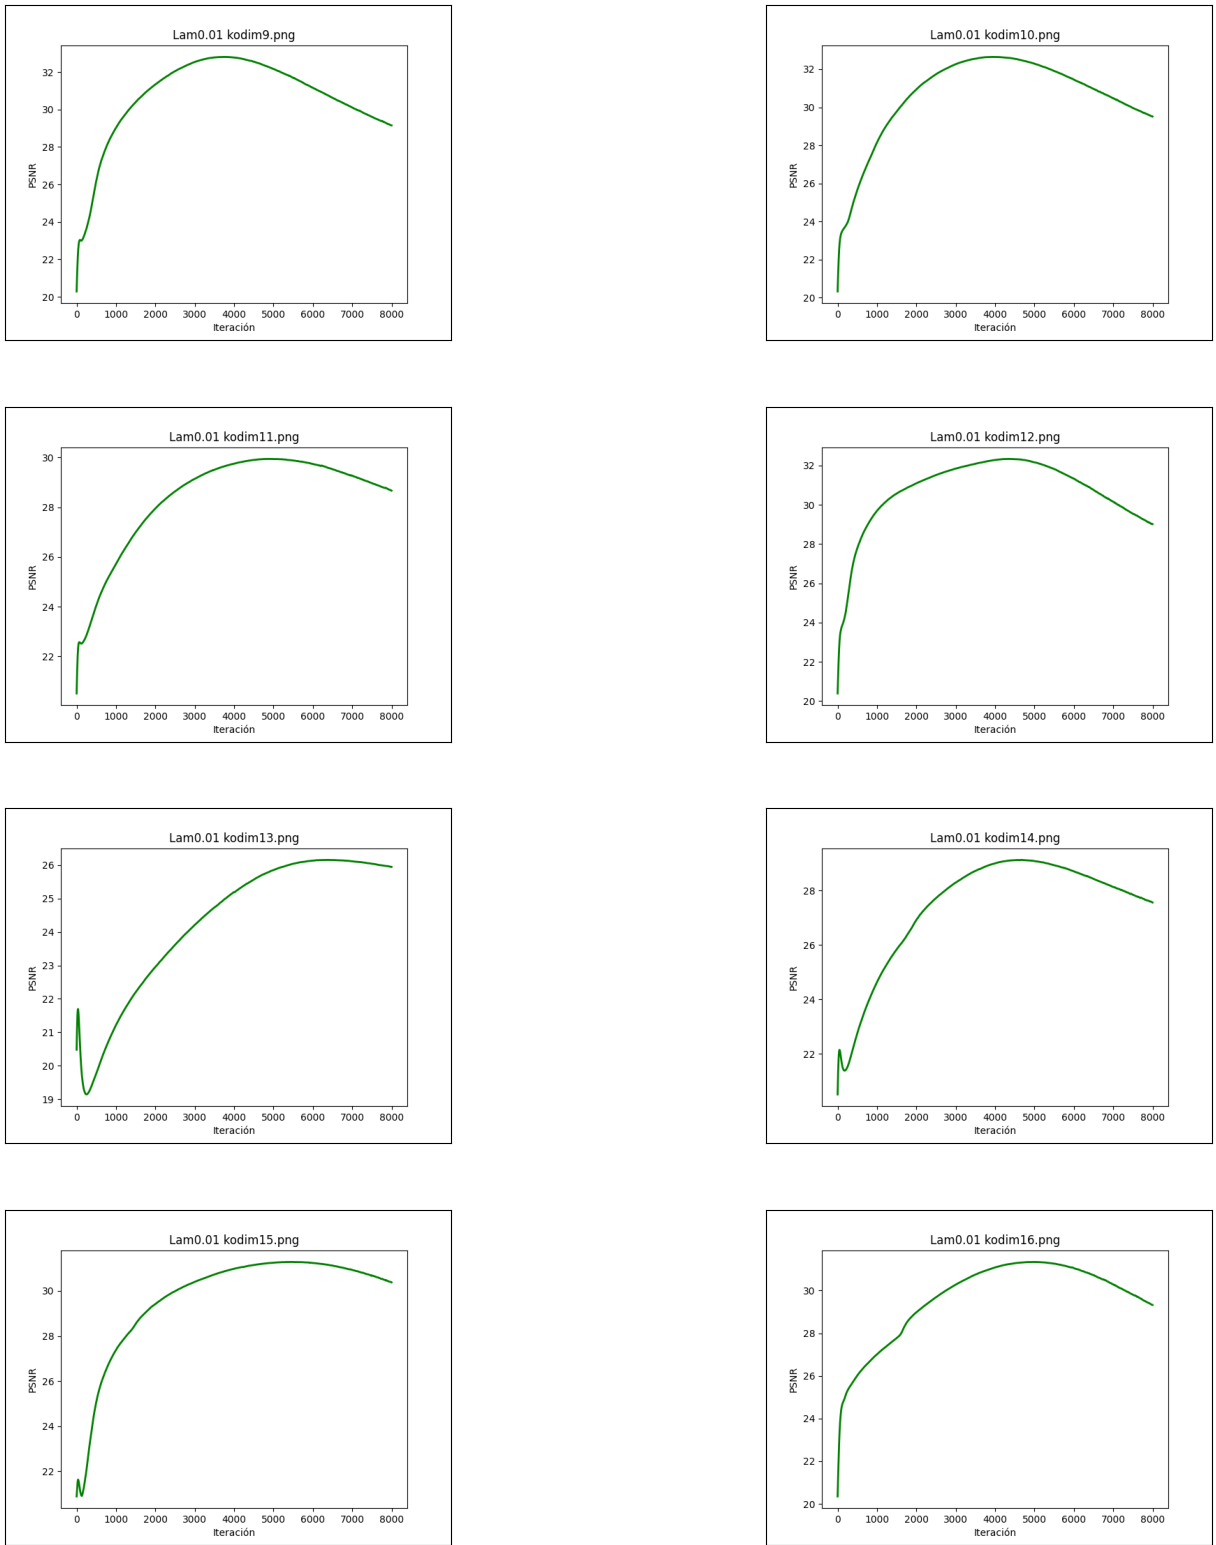 Lam0.01 kodim9.png
PSNR
32
30
28
26
24
22
20
0 1000 2000 3000 4000 5000 6000 7000 8000
Iteración
Lam0.01 kodim10.png
PSNR
32
30
28
26
24
22
20
0 1000 2000 3000 4000 5000 6000 7000 8000
Iteración
Lam0.01 kodim11.png
PSNR
30
28
26
24
22
0 1000 2000 3000 4000 5000 6000 7000 8000
Iteración
Lam0.01 kodim12.png
PSNR
32
30
28
26
24
22
20
0 1000 2000 3000 4000 5000 6000 7000 8000
Iteración
Lam0.01 kodim13.png
PSNR
26
25
24
23
22
21
20
19
0 1000 2000 3000 4000 5000 6000 7000 8000
Iteración
Lam0.01 kodim14.png
PSNR
28
26
24
22
0 1000 2000 3000 4000 5000 6000 7000 8000
Iteración
Lam0.01 kodim15.png
PSNR
30
28
26
24
22
0 1000 2000 3000 4000 5000 6000 7000 8000
Iteración
Lam0.01 kodim16.png
PSNR
30
28
26
24
22
20
0 1000 2000 3000 4000 5000 6000 7000 8000
Iteración